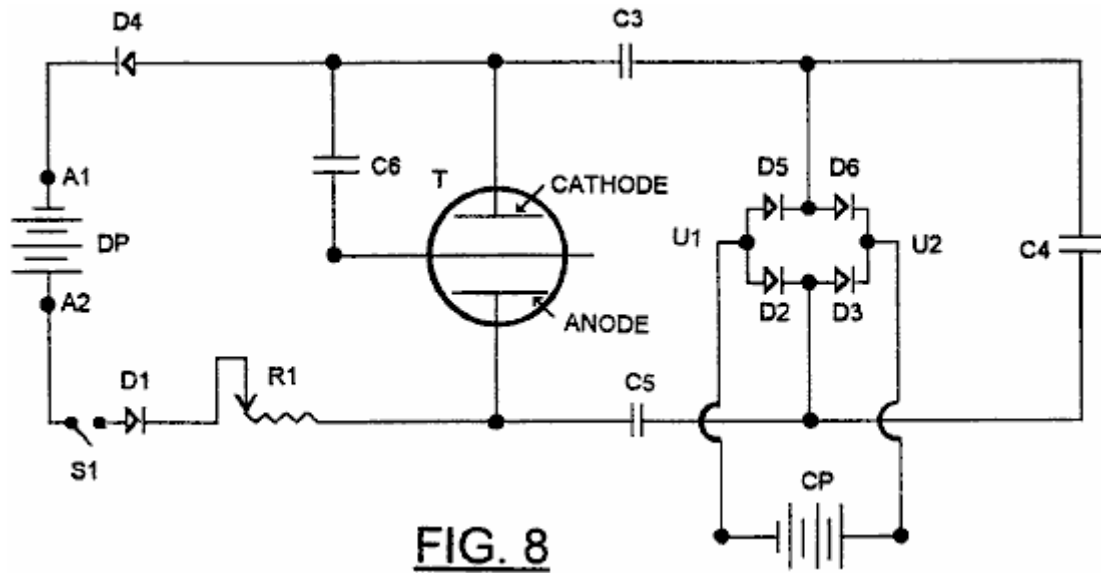 D4
C3
A1
C6
T
CATHODE
D5
D6
DP
U1
U2
C4
A2
D2
D3
ANODE
D1
R1
C5
S1
CP
FIG. 8